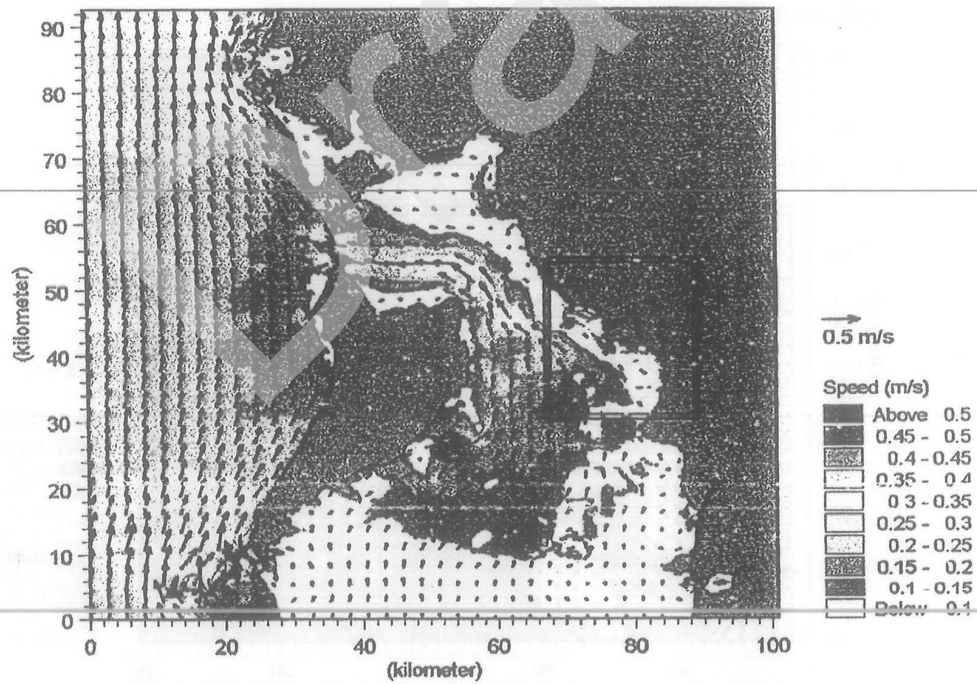 Dra
90
80
70
60
50
40
30
20
10
0
(kilometer)
0 20 40 60 80 100
(kilometer)
0.5 m/s
Speed (m/s)
Above 0.5
0.45 - 0.5
0.4 - 0.45
0.35 - 0.4
0.3 - 0.35
0.25 - 0.3
0.2 - 0.25
0.15 - 0.2
0.1 - 0.15
Below 0.1